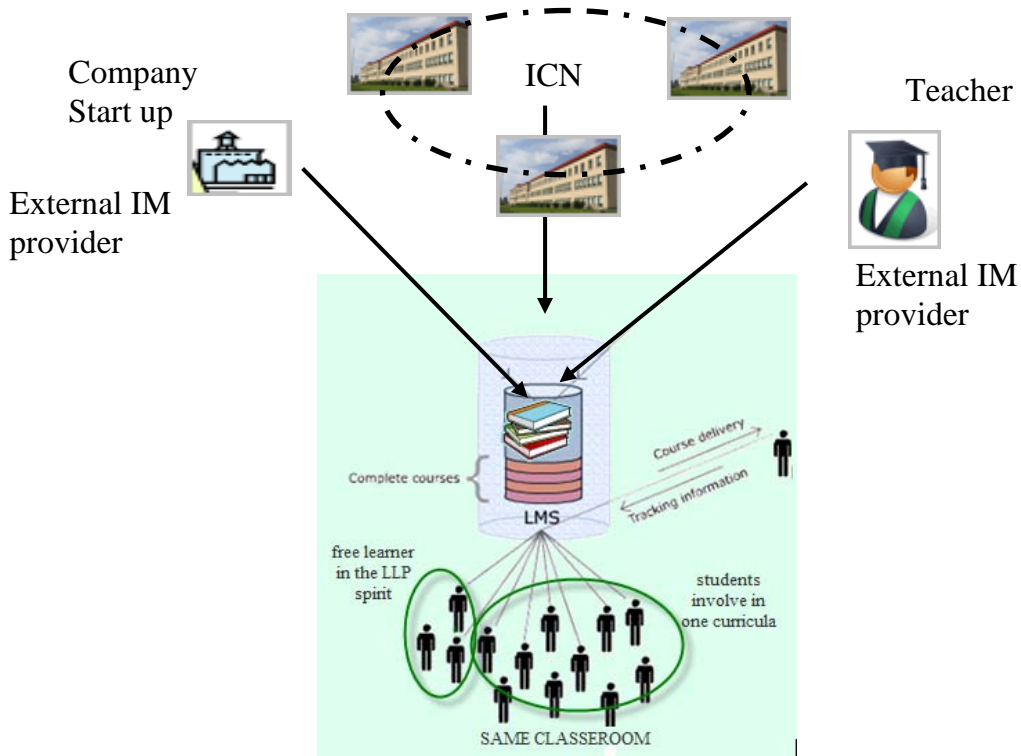 Company
Start up
ICN
Teacher
External IM
provider
External IM
provider
Course delivery
Tracking information
Complete courses
LMS
free learner
in the LLP
spirit
students
involve in
one curricula
SAME CLASSEROOM